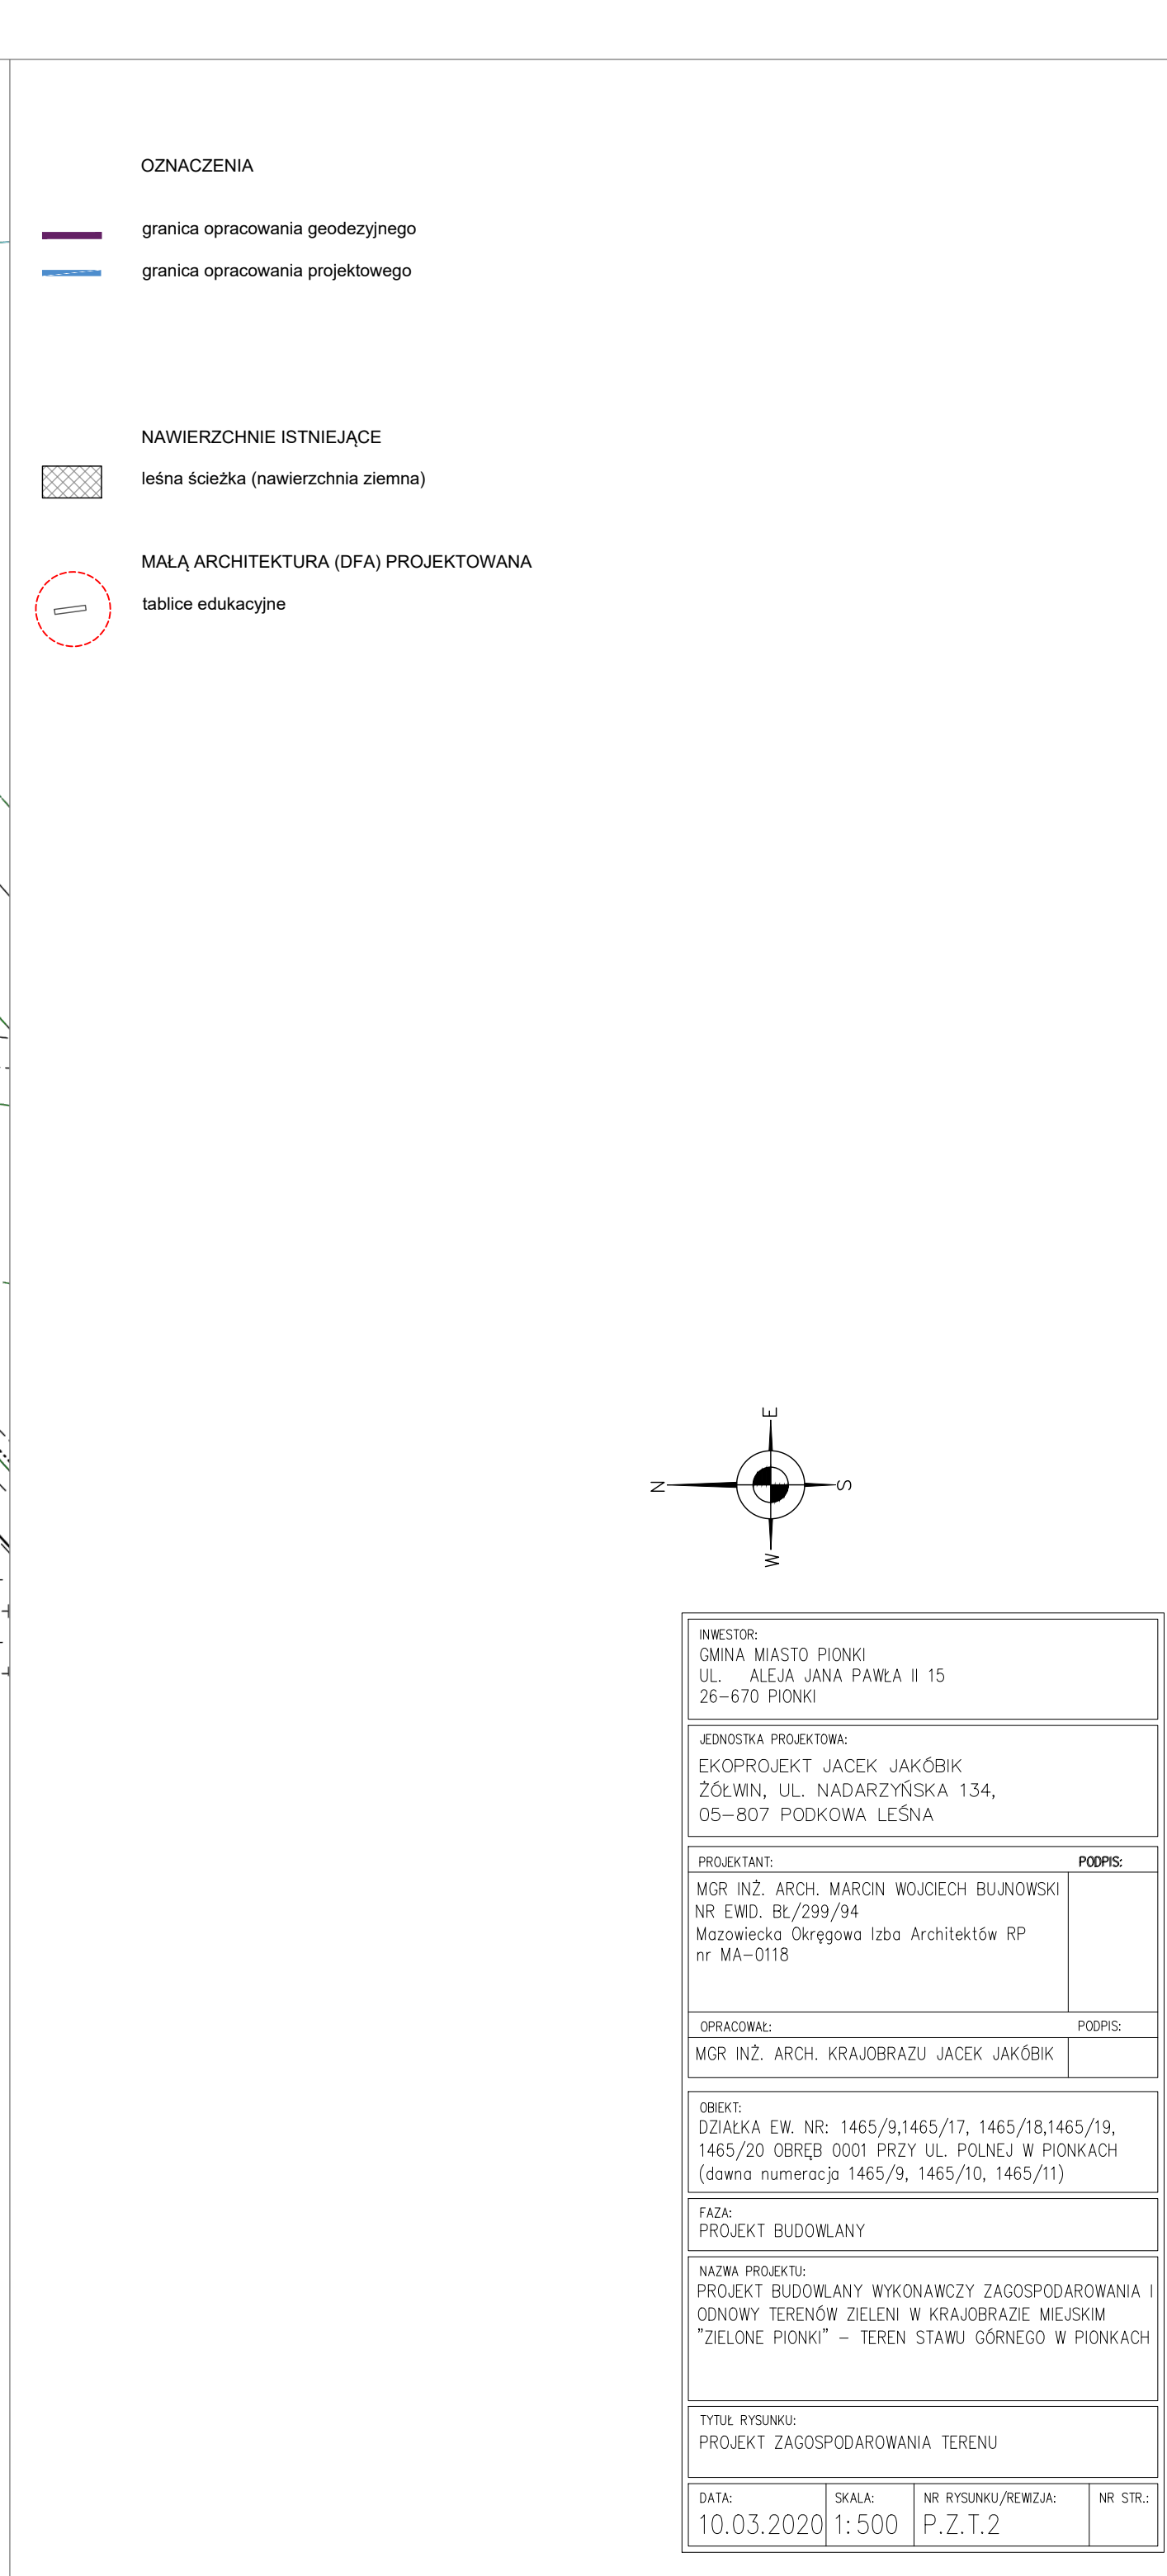 OZNACZENIA
granica opracowania geodezyjnego
granica opracowania projektowego
NAWIERZCHNIE ISTNIEJĄCE
leśna ścieżka (nawierzchnia ziemna)
MAŁĄ ARCHITEKTURA (DFA) PROJEKTOWANA
tablice edukacyjne
E
N
S
W
INWESTOR:
GMINA MIASTO PIONKI
UL. ALEJA JANA PAWŁA II 15
26-670 PIONKI
JEDNOSTKA PROJEKTOWA:
EKOPROJEKT JACEK JAKÓBIK
ŻÓŁWIN, UL. NADARZYŃSKA 134,
05-807 PODKOWA LEŚNA
PROJEKTANT: PODPIS:
MGR INŻ. ARCH. MARCIN WOJCIECH BUJNOWSKI
NR EWID. BŁ/299/94
Mazowiecka Okręgowa Izba Architektów RP
nr MA-0118
OPRACOWAŁ: PODPIS:
MGR INŻ. ARCH. KRAJOBRAZU JACEK JAKÓBIK
OBIEKT:
DZIAŁKA EW. NR: 1465/9,1465/17, 1465/18,1465/19,
1465/20 OBRĘB 0001 PRZY UL. POLNEJ W PIONKACH
(dawna numeracja 1465/9, 1465/10, 1465/11)
FAZA:
PROJEKT BUDOWLANY
NAZWA PROJEKTU:
PROJEKT BUDOWLANY WYKONAWCZY ZAGOSPODAROWANIA I
ODNOWY TERENÓW ZIELENI W KRAJOBRAZIE MIEJSKIM
"ZIELONE PIONKI" – TEREN STAWU GÓRNEGO W PIONKACH
TYTUŁ RYSUNKU:
PROJEKT ZAGOSPODAROWANIA TERENU
DATA: SKALA: NR RYSUNKU/REWIZJA: NR STR.:
10.03.2020 1:500 P.Z.T.2